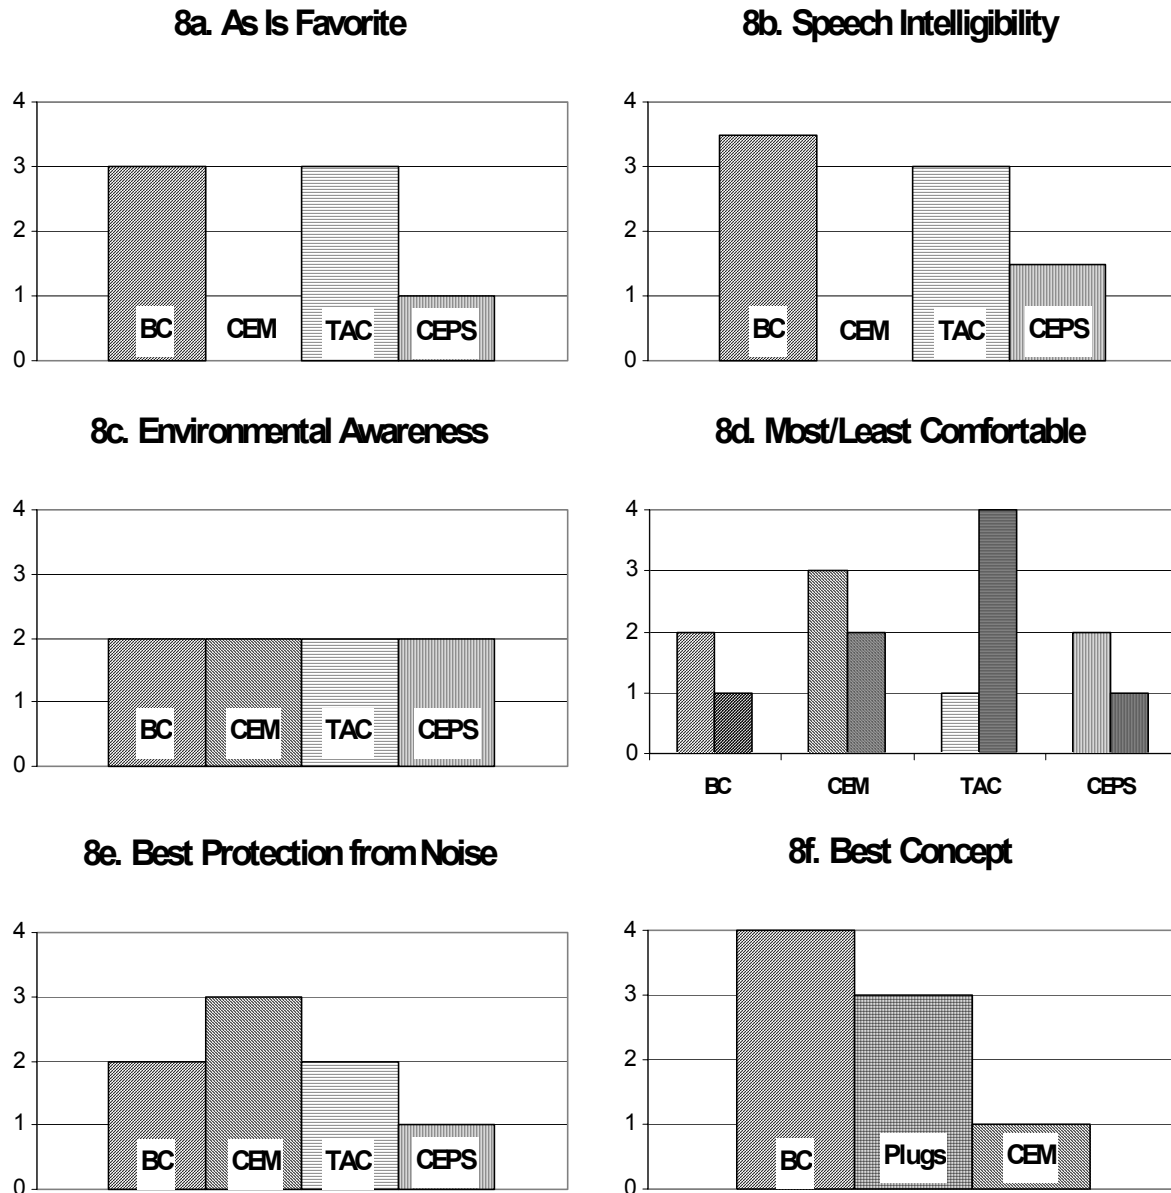 8a. As Is Favorite
4
3
2
1
0
BC CEM TAC CEPS
8b. Speech Intelligibility
4
3
2
1
0
BC CEM TAC CEPS
8c. Environmental Awareness
4
3
2
1
0
BC CEM TAC CEPS
8d. Most/Least Comfortable
4
3
2
1
0
BC CEM TAC CEPS
8e. Best Protection from Noise
4
3
2
1
0
BC CEM TAC CEPS
8f. Best Concept
4
3
2
1
0
BC Plugs CEM